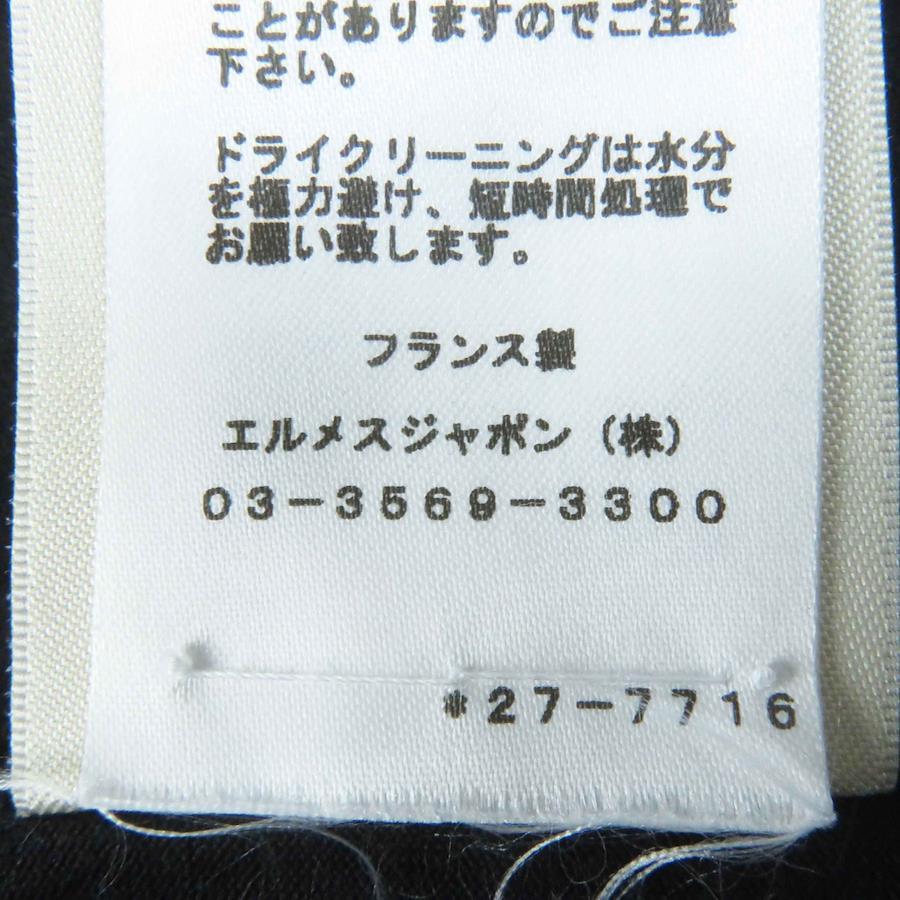 ことがありますのでご注意
下さい。
ドライクリーニングは水分
を極力避け、短時間処理で
お願い致します。
フランス製
エルメスジャポン（株）
03-3569-3300
*27-7716